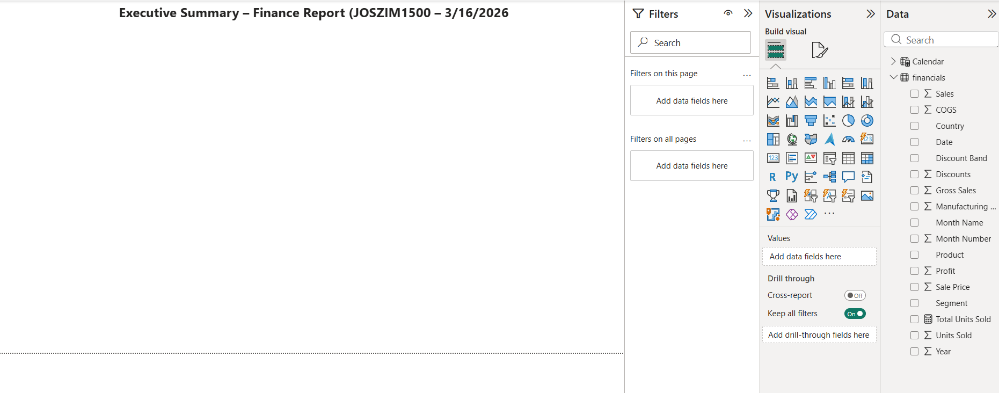 Executive Summary – Finance Report (JOSZIM1500 – 3/16/2026
Filters
Search
Filters on this page
...
Add data fields here
Filters on all pages
...
Add data fields here
Visualizations
Build visual
123
123
R
Py
...
Values
Add data fields here
Drill through
Cross-report
Off
Keep all filters
On
Add drill-through fields here
Data
Search
Calendar
financials
Sales
COGS
Country
Date
Discount Band
Discounts
Gross Sales
Manufacturing ...
Month Name
Month Number
Product
Profit
Sale Price
Segment
Total Units Sold
Units Sold
Year